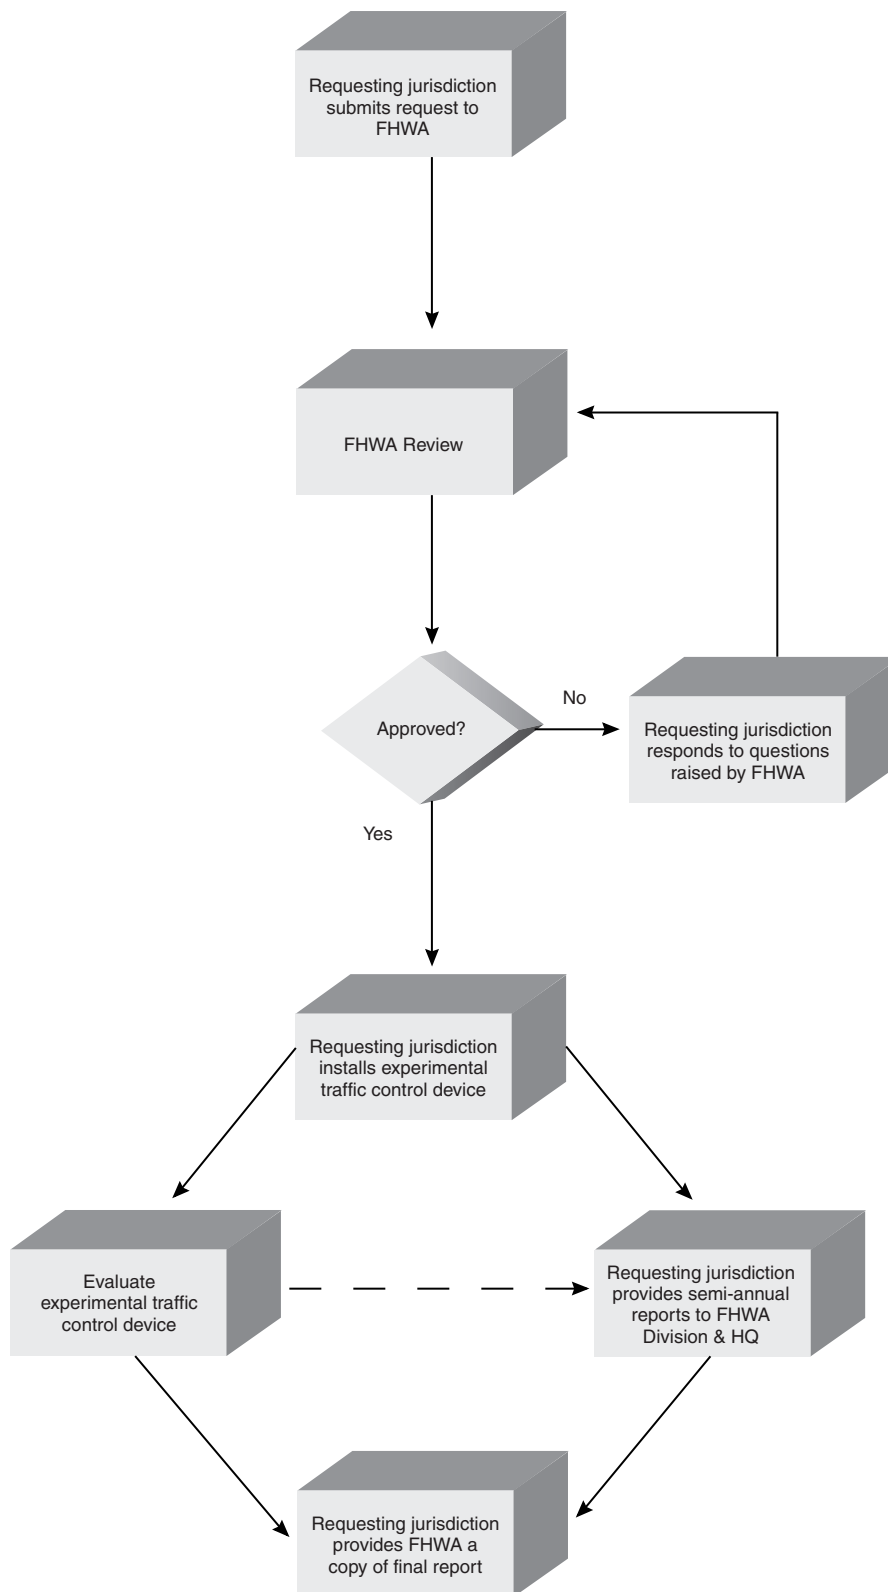 Requesting jurisdiction
submits request to
FHWA
FHWA Review
Approved?
No
Requesting jurisdiction
responds to questions
raised by FHWA
Yes
Requesting jurisdiction
installs experimental
traffic control device
Evaluate
experimental traffic
control device
Requesting jurisdiction
provides semi-annual
reports to FHWA
Division & HQ
Requesting jurisdiction
provides FHWA a
copy of final report